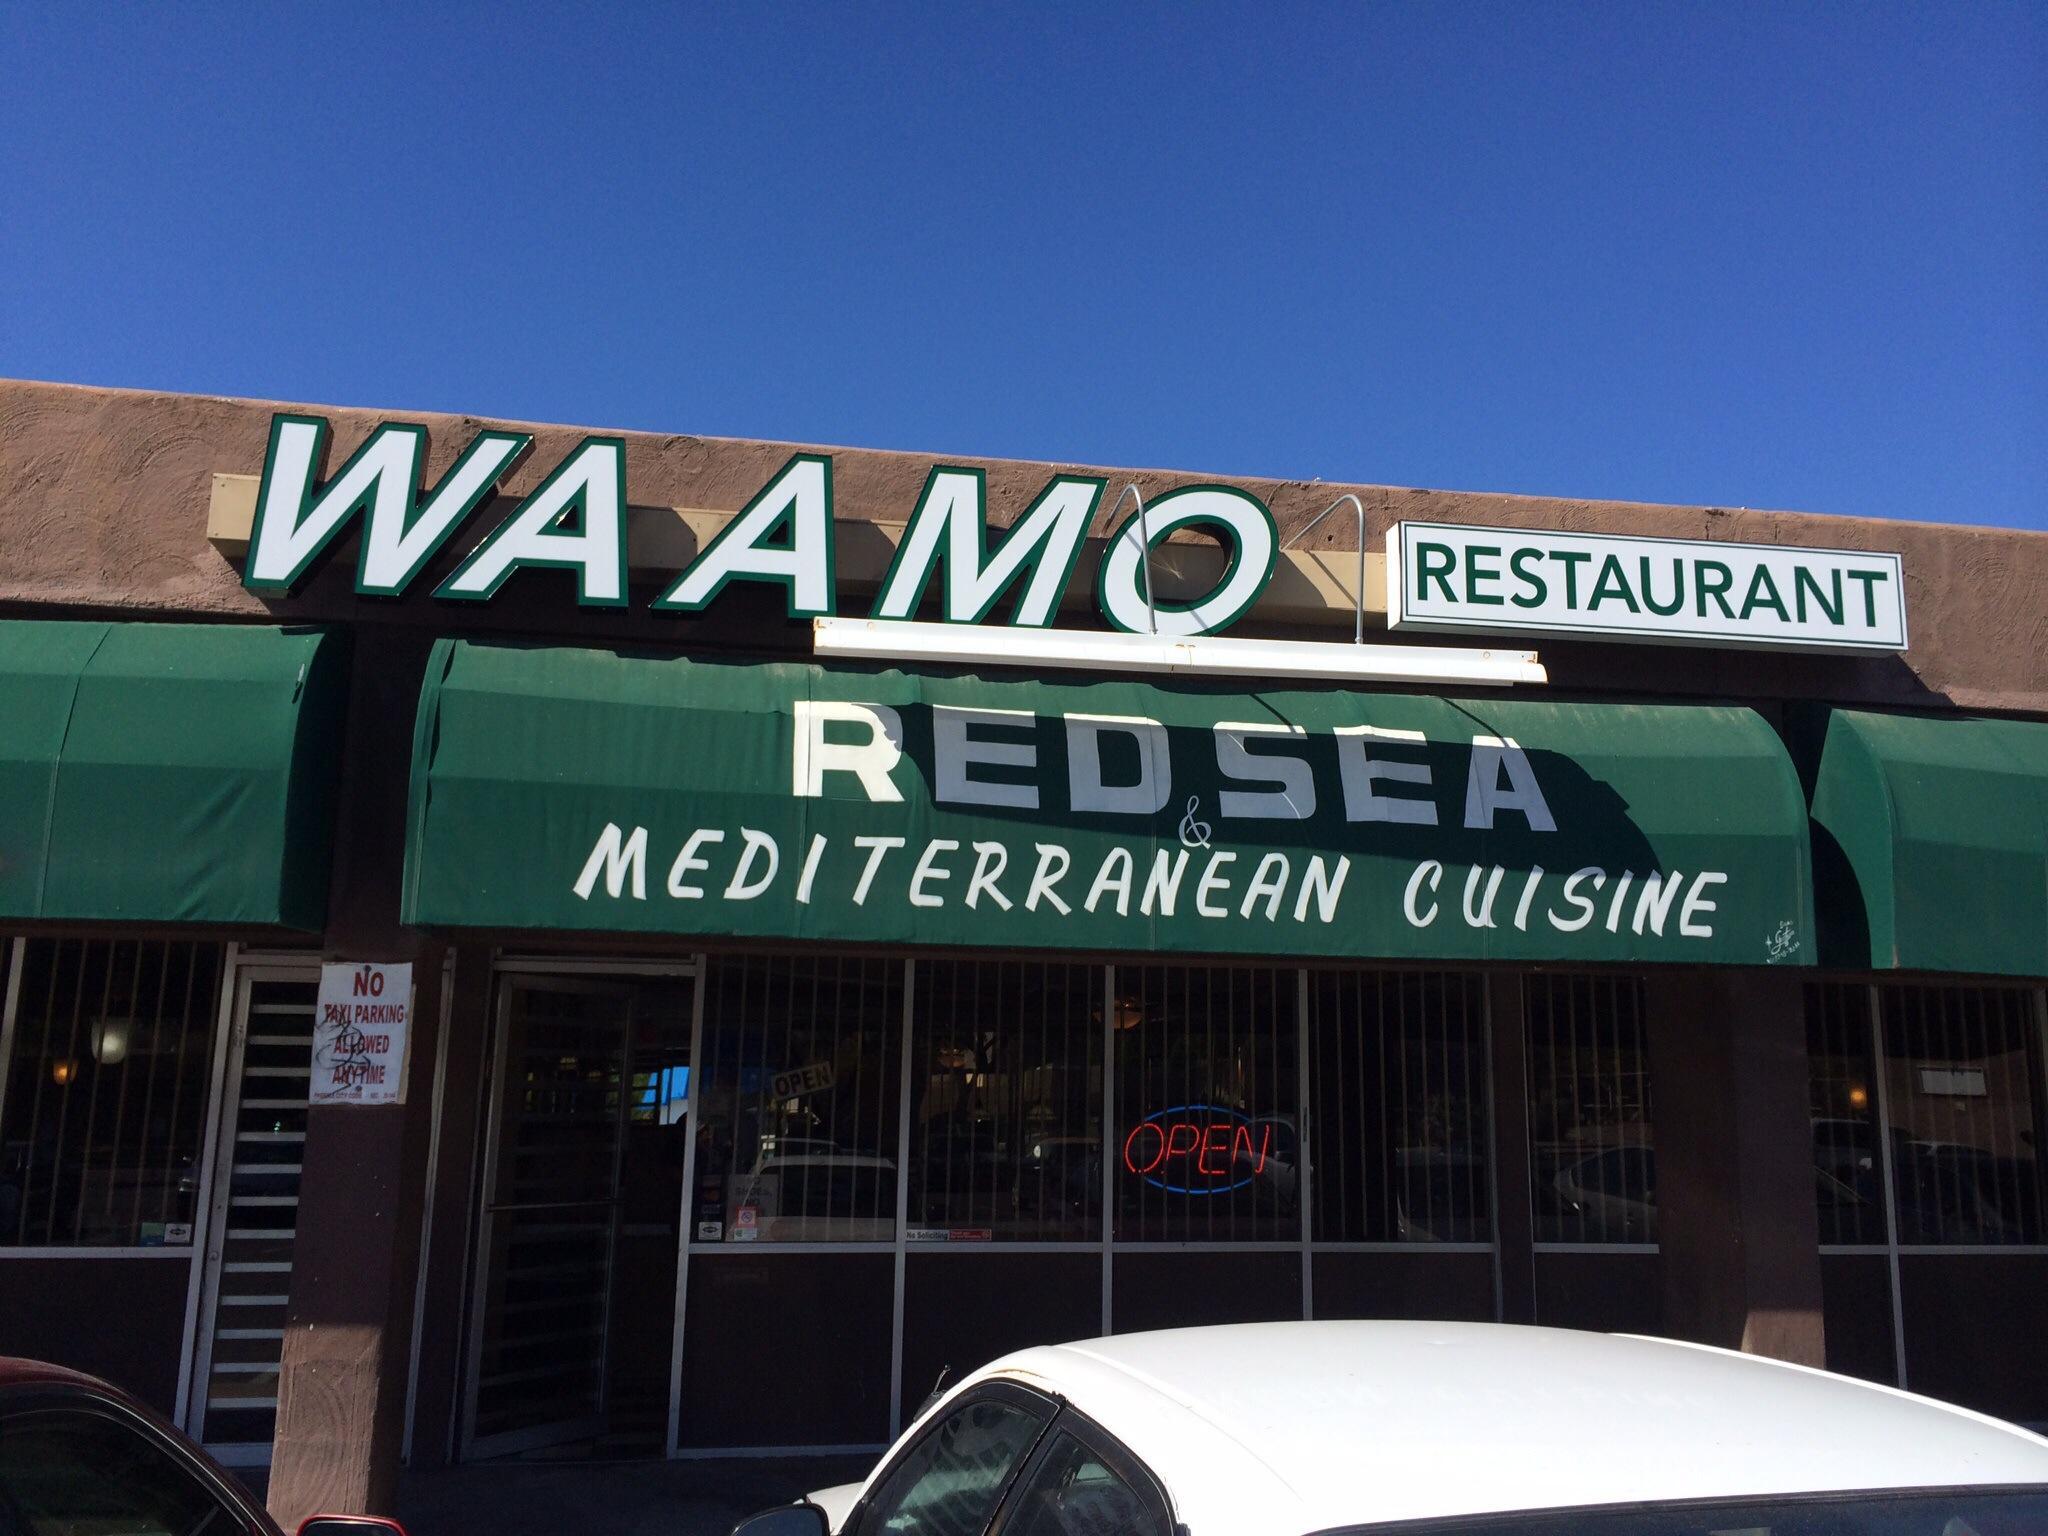 WAAMO
RESTAURANT
RED SEA
&
MEDITERRANEAN CUISINE
NO
TAXI PARKING
ALLOWED
ANYTIME
OPEN
OPEN
No Soliciting